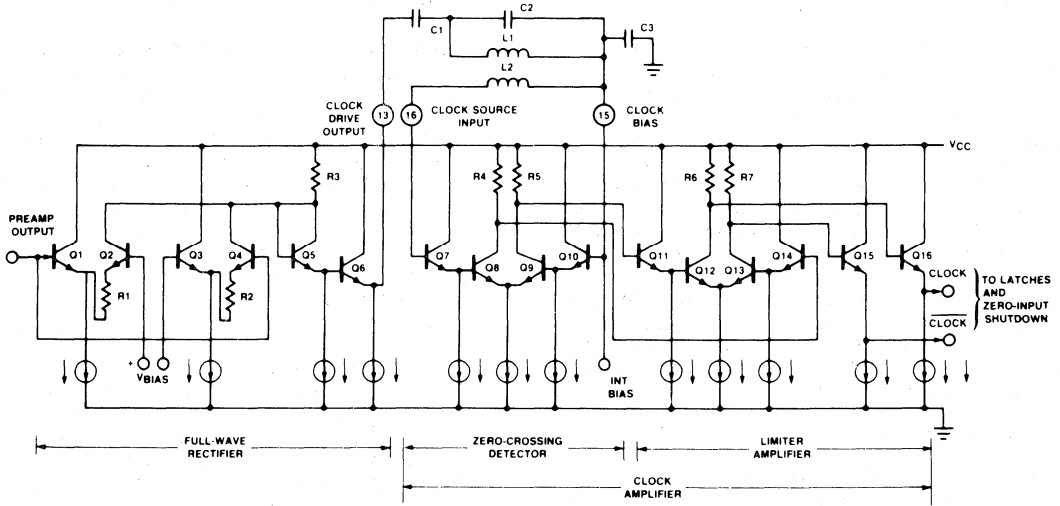 C1
C2
C3
L1
L2
CLOCK
DRIVE
OUTPUT
13
16
CLOCK SOURCE
INPUT
15
CLOCK
BIAS
VCC
R3
R4
R5
R6
R7
PREAMP
OUTPUT
Q1
Q2
Q3
Q4
Q5
Q6
Q7
Q8
Q9
Q10
Q11
Q12
Q13
Q14
Q15
Q16
R1
R2
CLOCK
CLOCK
TO LATCHES
AND
ZERO-INPUT
SHUTDOWN
+
VBIAS
INT
BIAS
FULL-WAVE
RECTIFIER
ZERO-CROSSING
DETECTOR
LIMITER
AMPLIFIER
CLOCK
AMPLIFIER